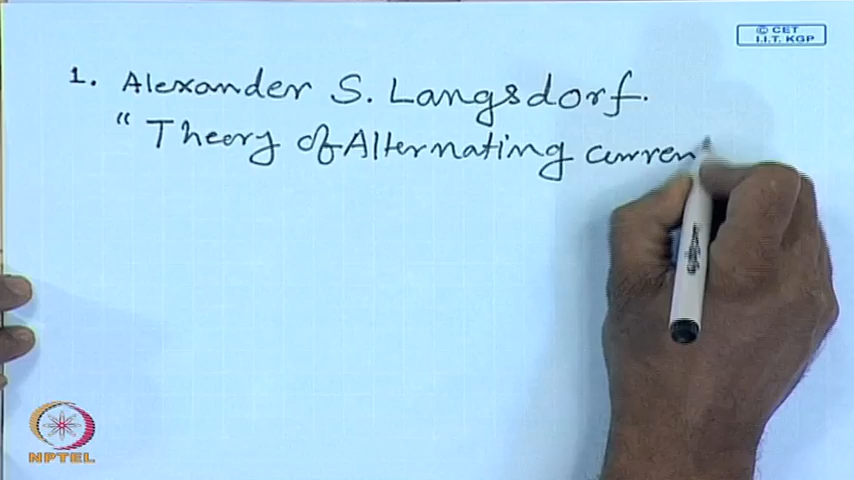 © CET
I.I.T. KGP
1. Alexander S. Langsdorf.
" Theory of Alternating curren
NPTEL